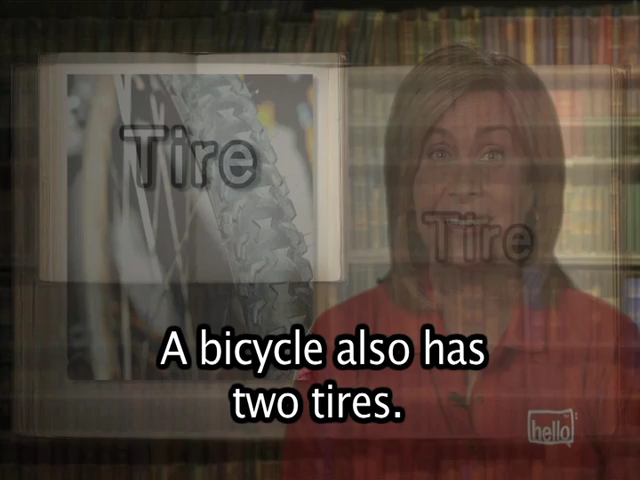 Tire
Tire
A bicycle also has
two tires.
hello